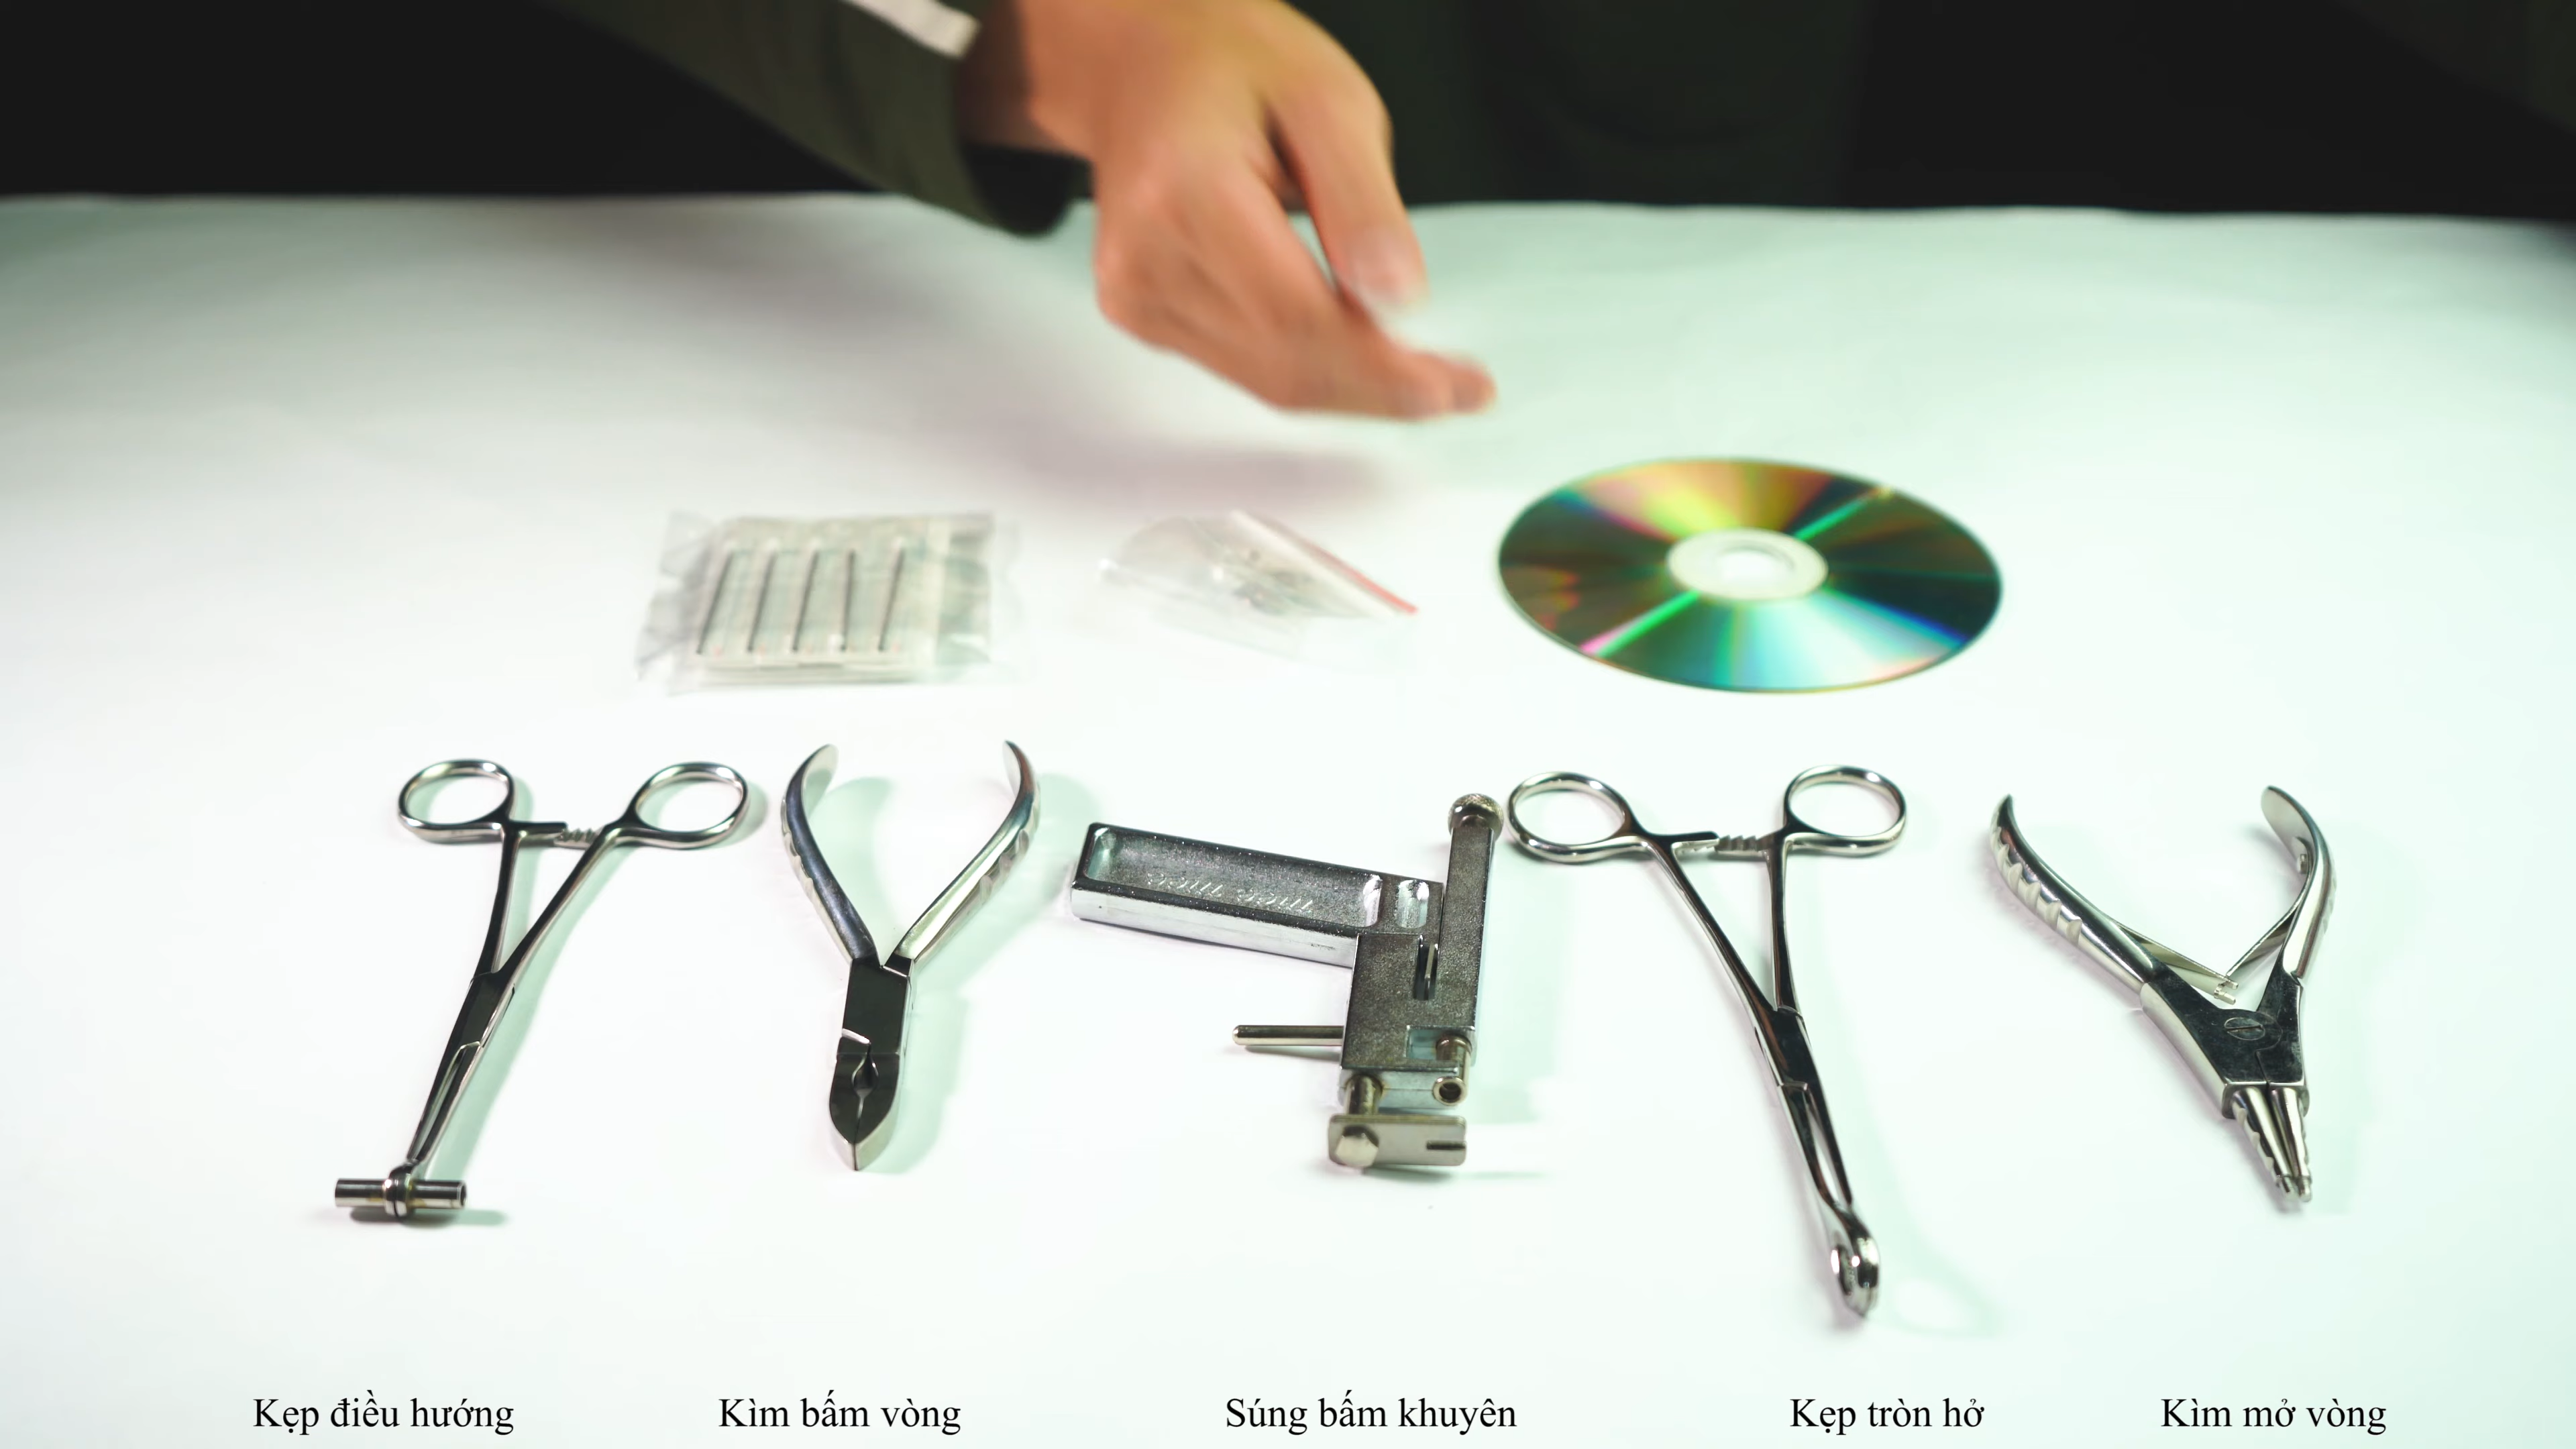 Kẹp điều hướng
Kìm bấm vòng
Súng bấm khuyên
Kẹp tròn hở
Kìm mở vòng